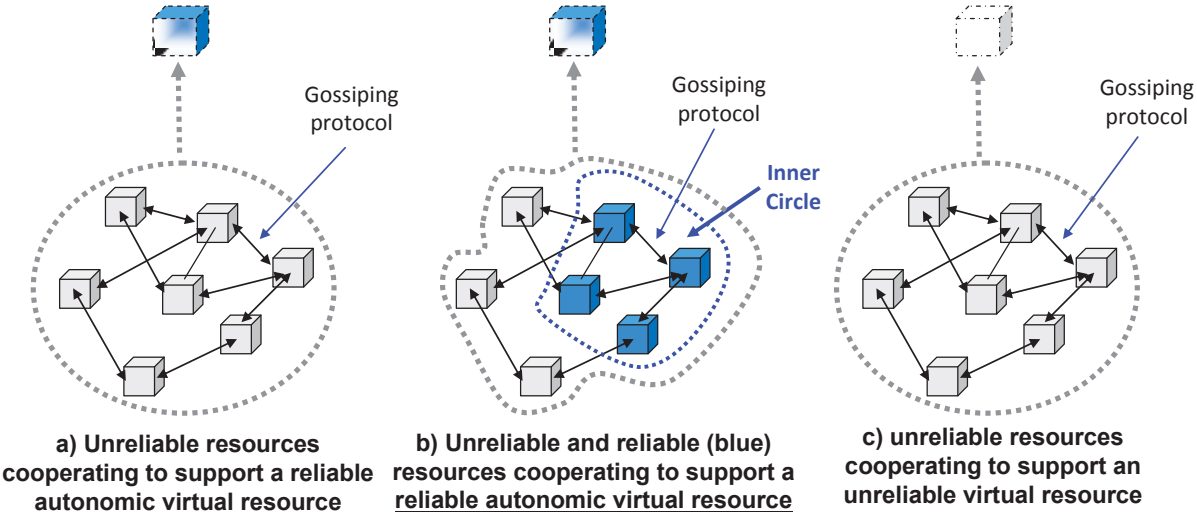 Gossiping
protocol
Gossiping
protocol
Inner
Circle
Gossiping
protocol
a) Unreliable resources
cooperating to support a reliable
autonomic virtual resource
b) Unreliable and reliable (blue)
resources cooperating to support a
reliable autonomic virtual resource
c) unreliable resources
cooperating to support an
unreliable virtual resource